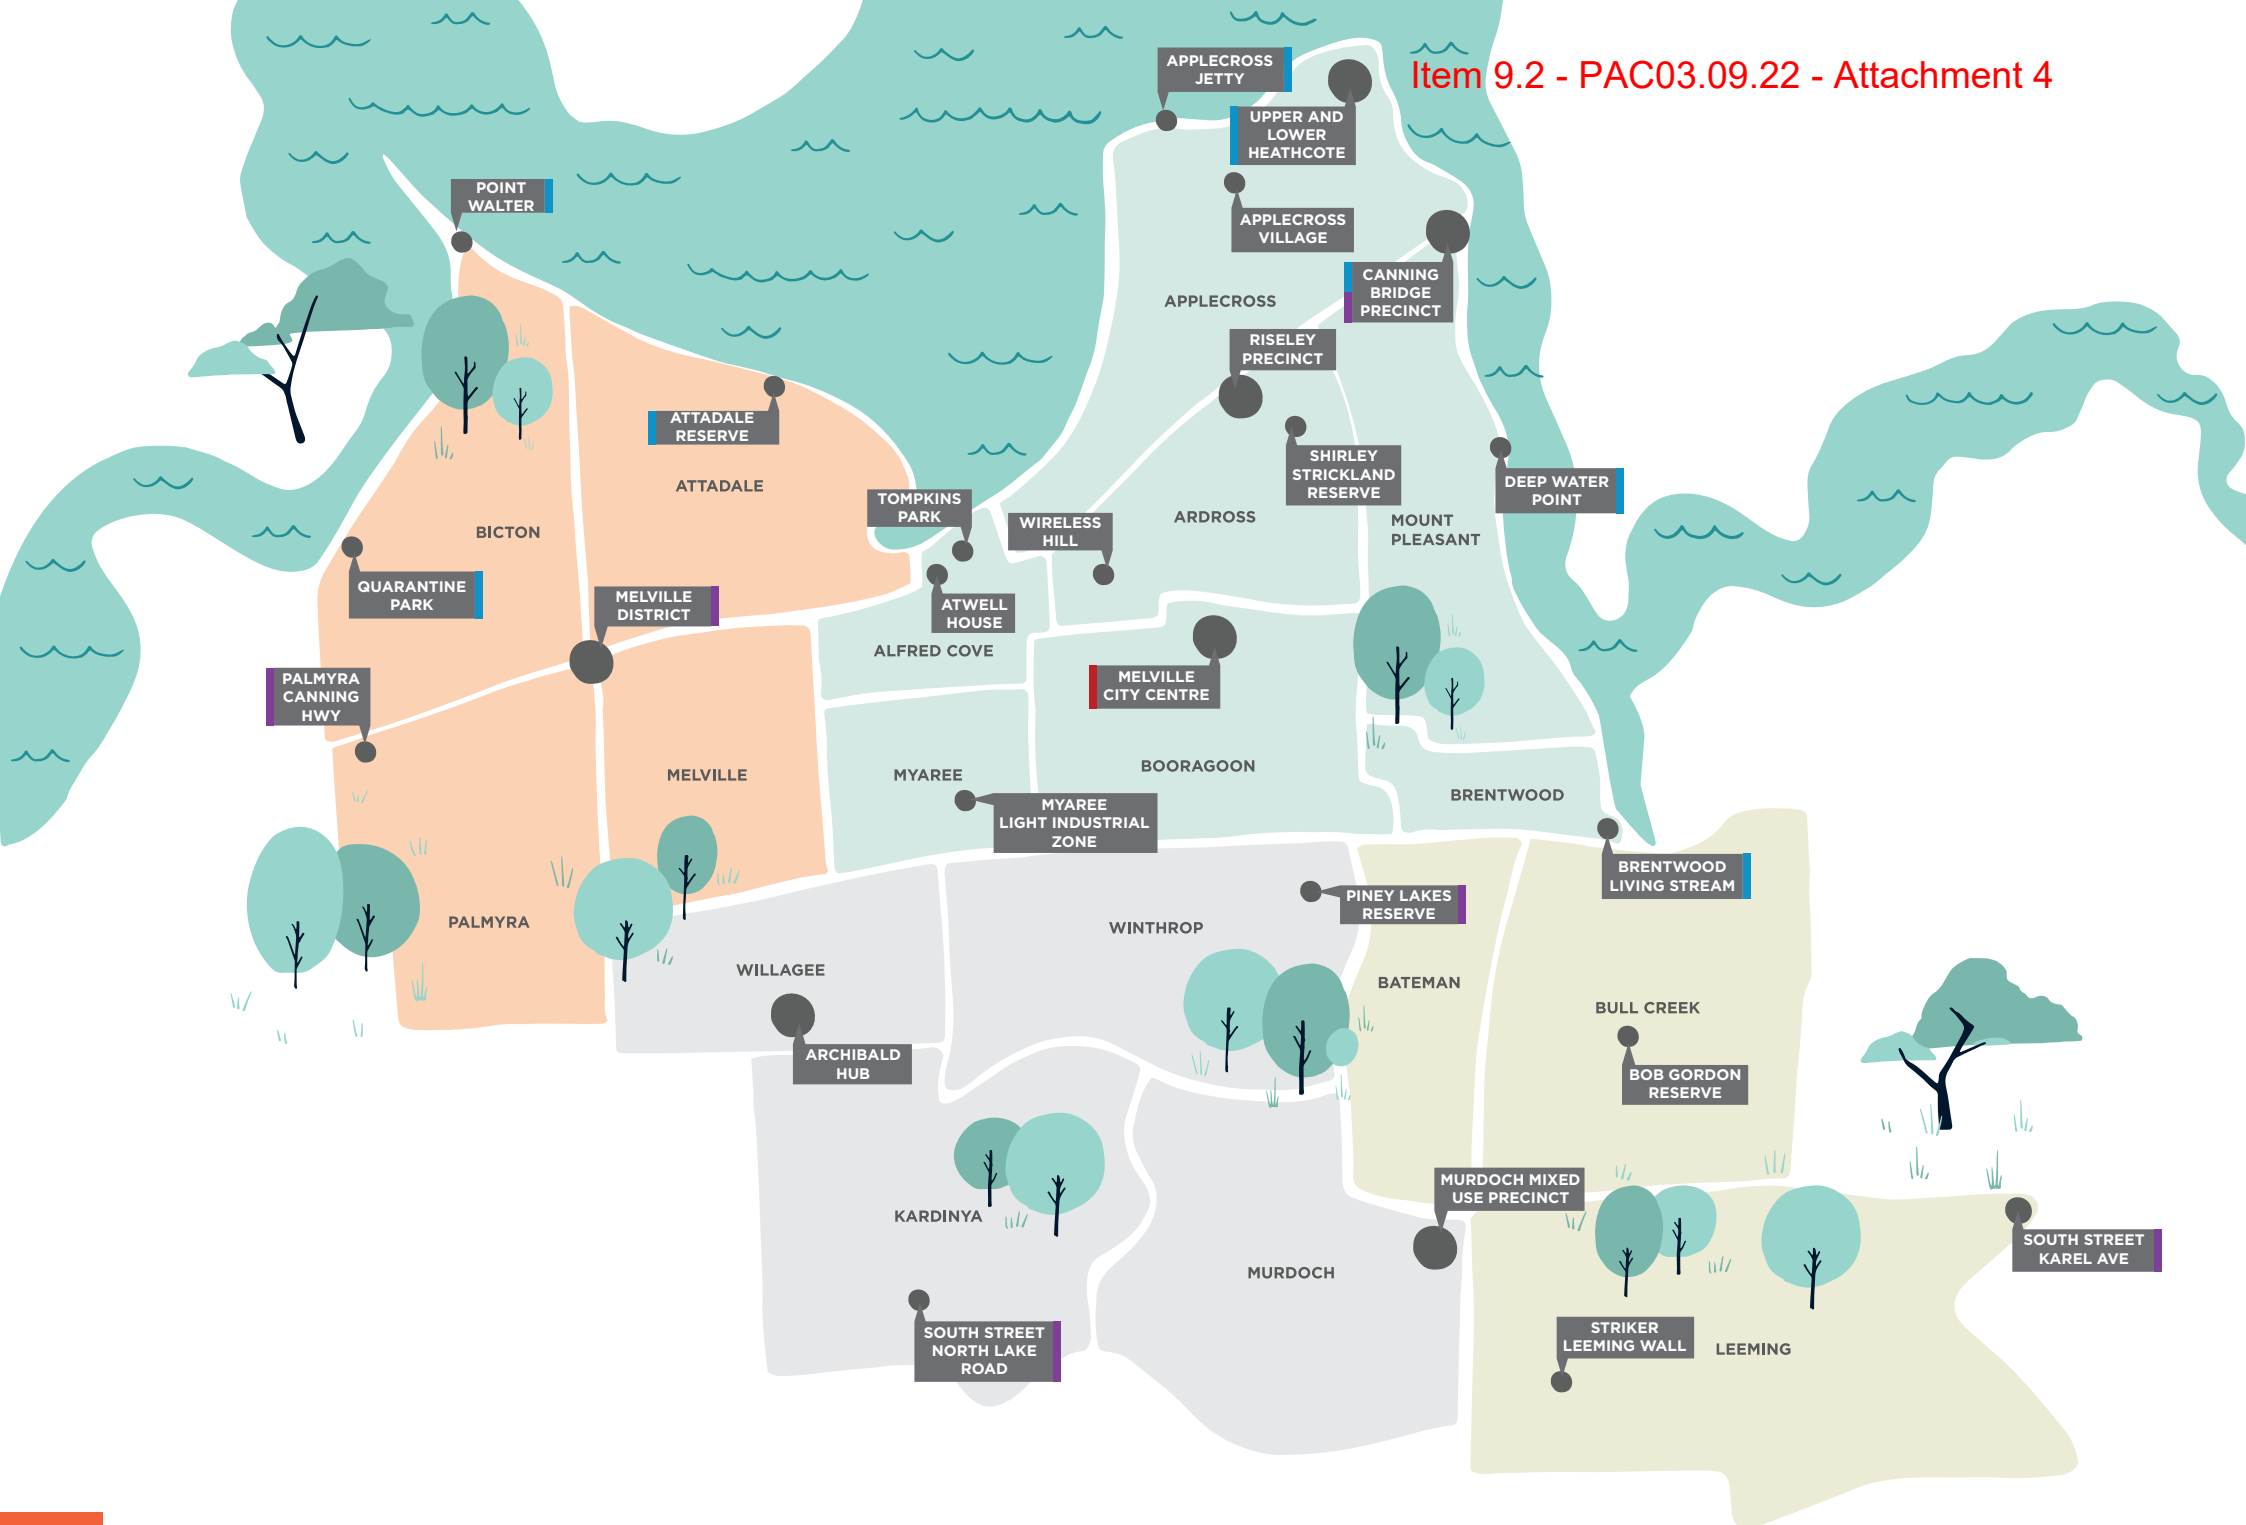 Item 9.2 - PAC03.09.22 - Attachment 4
APPLECROSS
JETTY
UPPER AND
LOWER
HEATHCOTE
POINT
WALTER
APPLECROSS
VILLAGE
CANNING
BRIDGE
PRECINCT
APPLECROSS
RISELEY
PRECINCT
ATTADALE
RESERVE
SHIRLEY
STRICKLAND
RESERVE
DEEP WATER
POINT
ATTADALE
TOMPKINS
PARK
WIRELESS
HILL
ARDROSS
MOUNT
PLEASANT
BICTON
QUARANTINE
PARK
MELVILLE
DISTRICT
ATWELL
HOUSE
ALFRED COVE
PALMYRA
CANNING
HWY
MELVILLE
CITY CENTRE
MELVILLE
MYAREE
BOORAGOON
BRENTWOOD
MYAREE
LIGHT INDUSTRIAL
ZONE
BRENTWOOD
LIVING STREAM
PINEY LAKES
RESERVE
PALMYRA
WINTHROP
WILLAGEE
BATEMAN
BULL CREEK
ARCHIBALD
HUB
BOB GORDON
RESERVE
MURDOCH MIXED
USE PRECINCT
KARDINYA
SOUTH STREET
KAREL AVE
MURDOCH
SOUTH STREET
NORTH LAKE
ROAD
STRIKER
LEEMING WALL
LEEMING